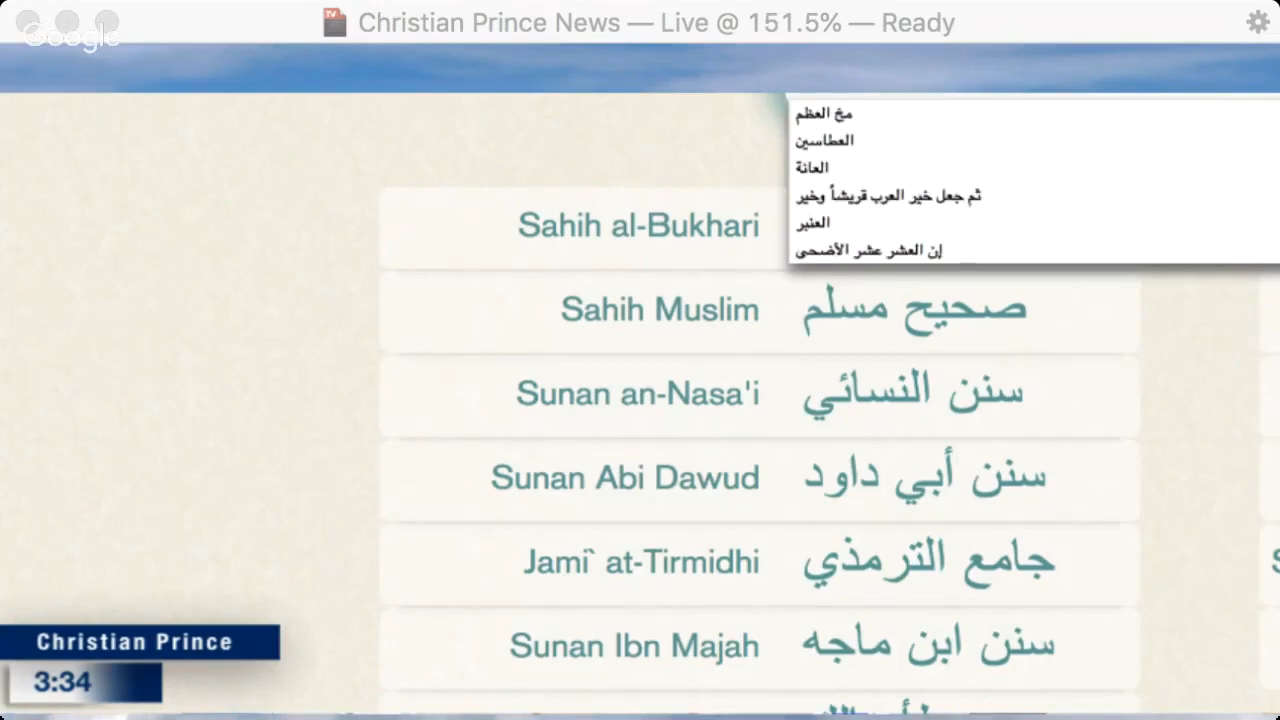 Christian Prince News — Live @ 151.5% — Ready
Google
مخ العظم
العطاسين
العانة
ثم جعل خير العرب قريشاً وخير
العنبر
إن العشر عشر الأضحى
Sahih al-Bukhari
Sahih Muslim صحيح مسلم
Sunan an-Nasa'i سنن النسائي
Sunan Abi Dawud سنن أبي داود
Jami` at-Tirmidhi جامع الترمذي
Sunan Ibn Majah سنن ابن ماجه
Christian Prince
3:34